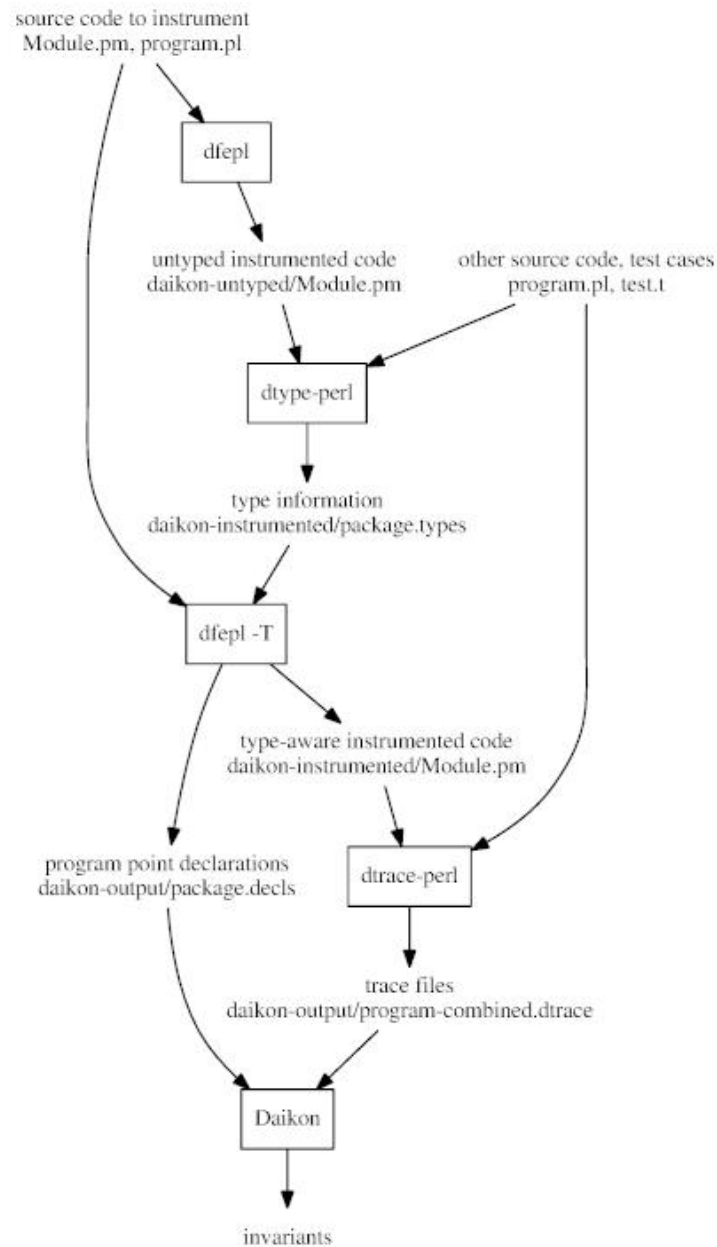 source code to instrument
Module.pm, program.pl
dfepl
untyped instrumented code
daikon-untyped/Module.pm
other source code, test cases
program.pl, test.t
dtype-perl
type information
daikon-instrumented/package.types
dfepl -T
type-aware instrumented code
daikon-instrumented/Module.pm
program point declarations
daikon-output/package.decls
dtrace-perl
trace files
daikon-output/program-combined.dtrace
Daikon
invariants